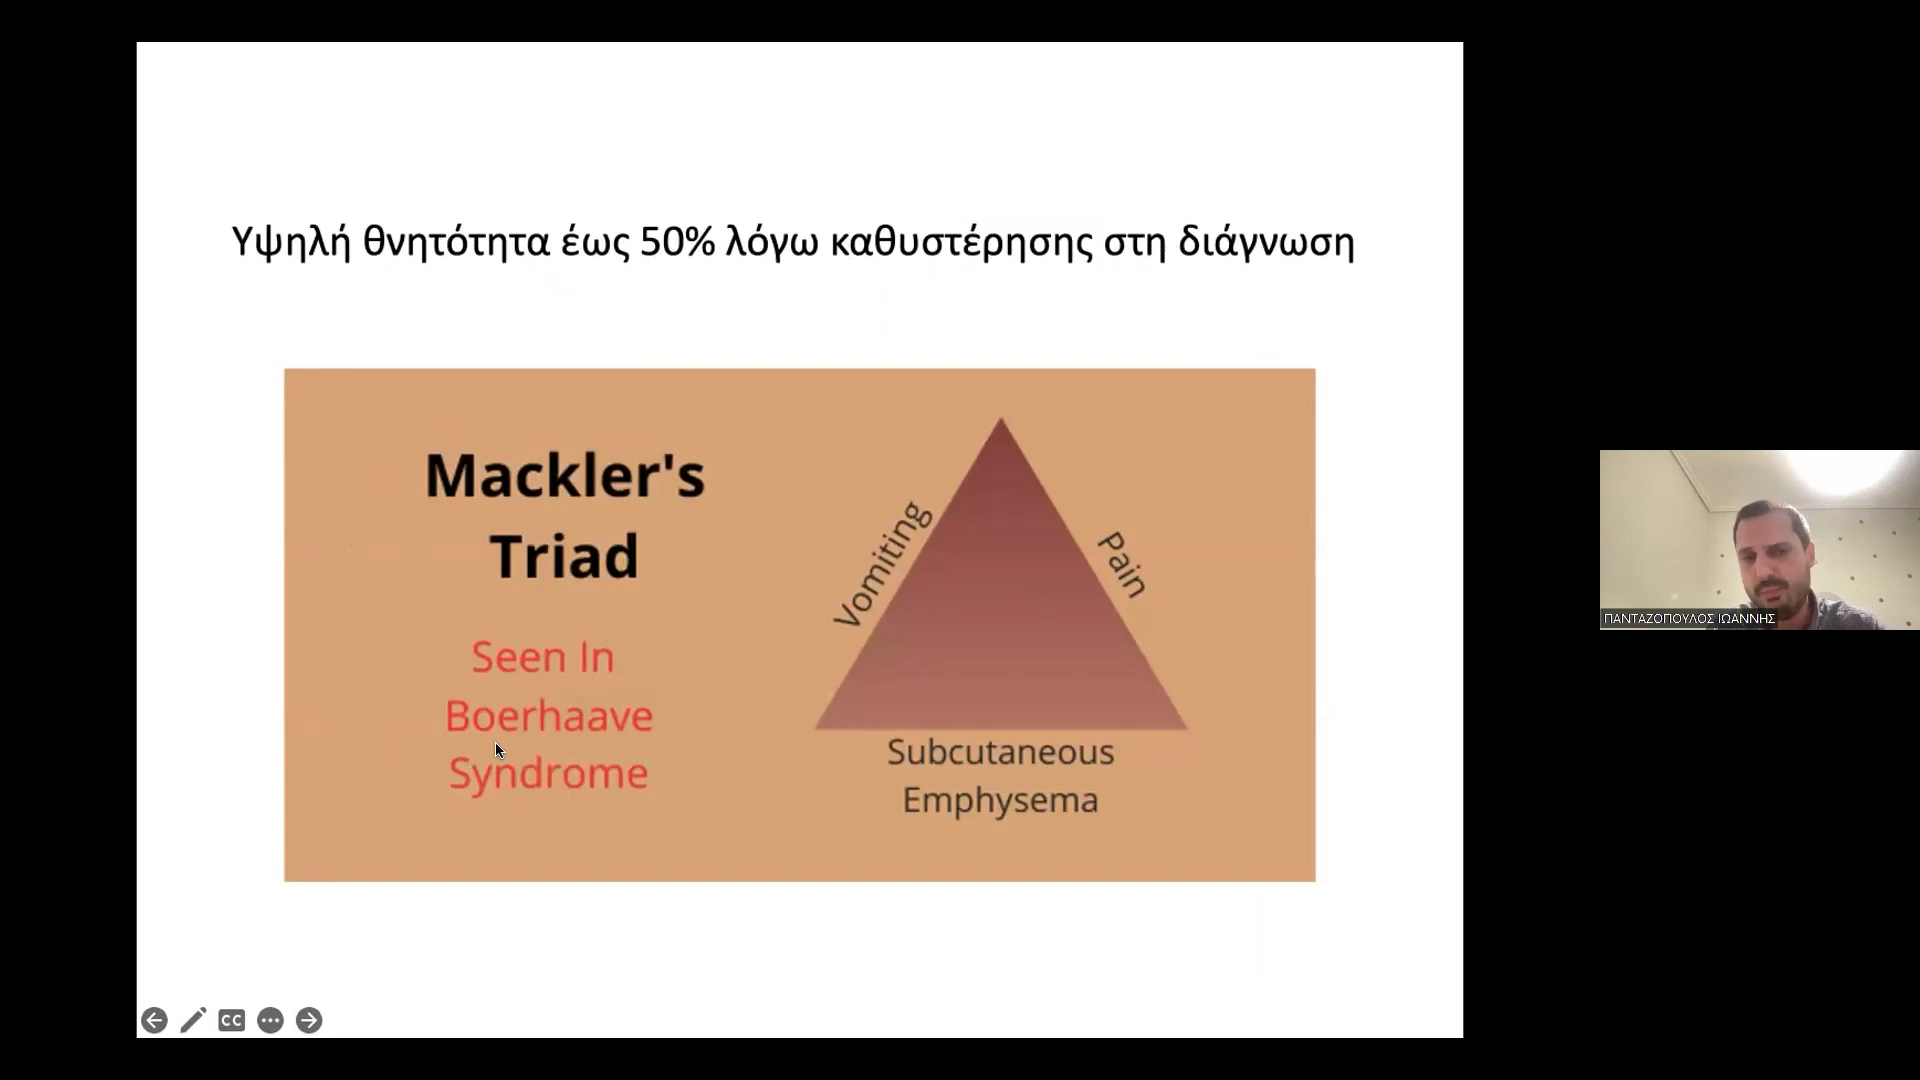 Υψηλή θνητότητα έως 50% λόγω καθυστέρησης στη διάγνωση
Mackler's
Triad
Seen In
Boerhaave
Syndrome
Vomiting
Pain
Subcutaneous
Emphysema
ΠΑΝΤΑΖΟΠΟΥΛΟΣ ΙΩΑΝΝΗΣ
CC